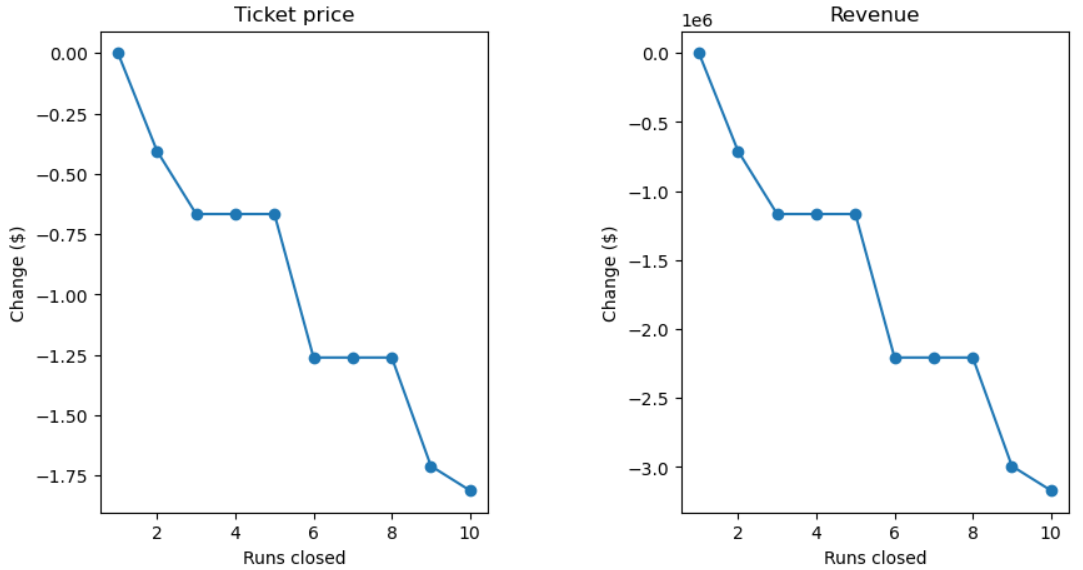 Ticket price
0.00
−0.25
−0.50
−0.75
−1.00
−1.25
−1.50
−1.75
Change ($)
2 4 6 8 10
Runs closed
Revenue
1e6
0.0
−0.5
−1.0
−1.5
−2.0
−2.5
−3.0
Change ($)
2 4 6 8 10
Runs closed